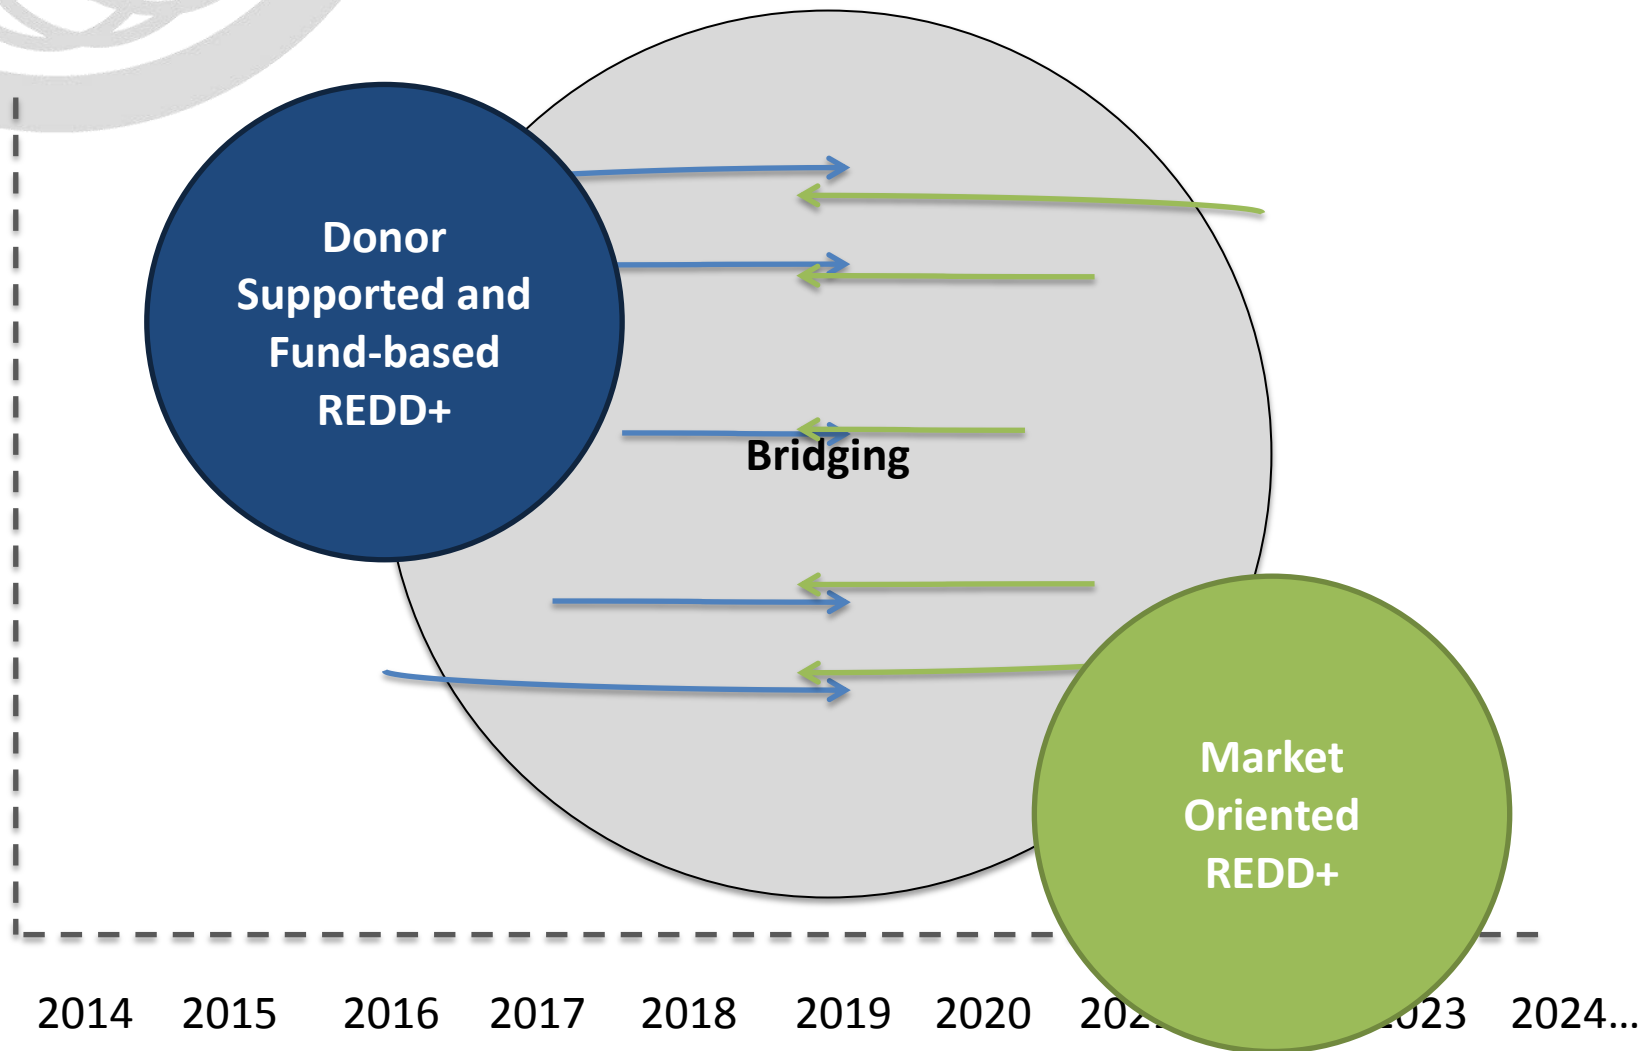 Donor
Supported and
Fund-based
REDD+
Bridging
Market
Oriented
REDD+
2014 2015 2016 2017 2018 2019 2020 2024...